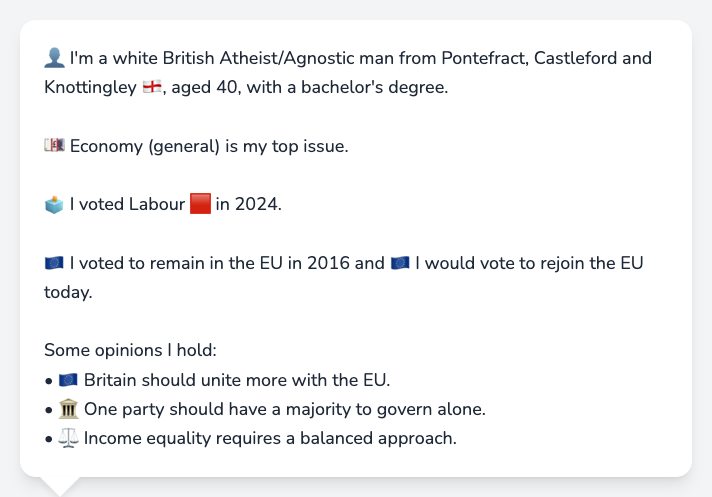 👤 I'm a white British Atheist/Agnostic man from Pontefract, Castleford and
Knottingley 🏴󠁧󠁢󠁥󠁮󠁧󠁿, aged 40, with a bachelor's degree.
💷 Economy (general) is my top issue.
🗳️ I voted Labour 🟥 in 2024.
🇪🇺 I voted to remain in the EU in 2016 and 🇪🇺 I would vote to rejoin the EU
today.
Some opinions I hold:
• 🇪🇺 Britain should unite more with the EU.
• 🏛️ One party should have a majority to govern alone.
• ⚖️ Income equality requires a balanced approach.